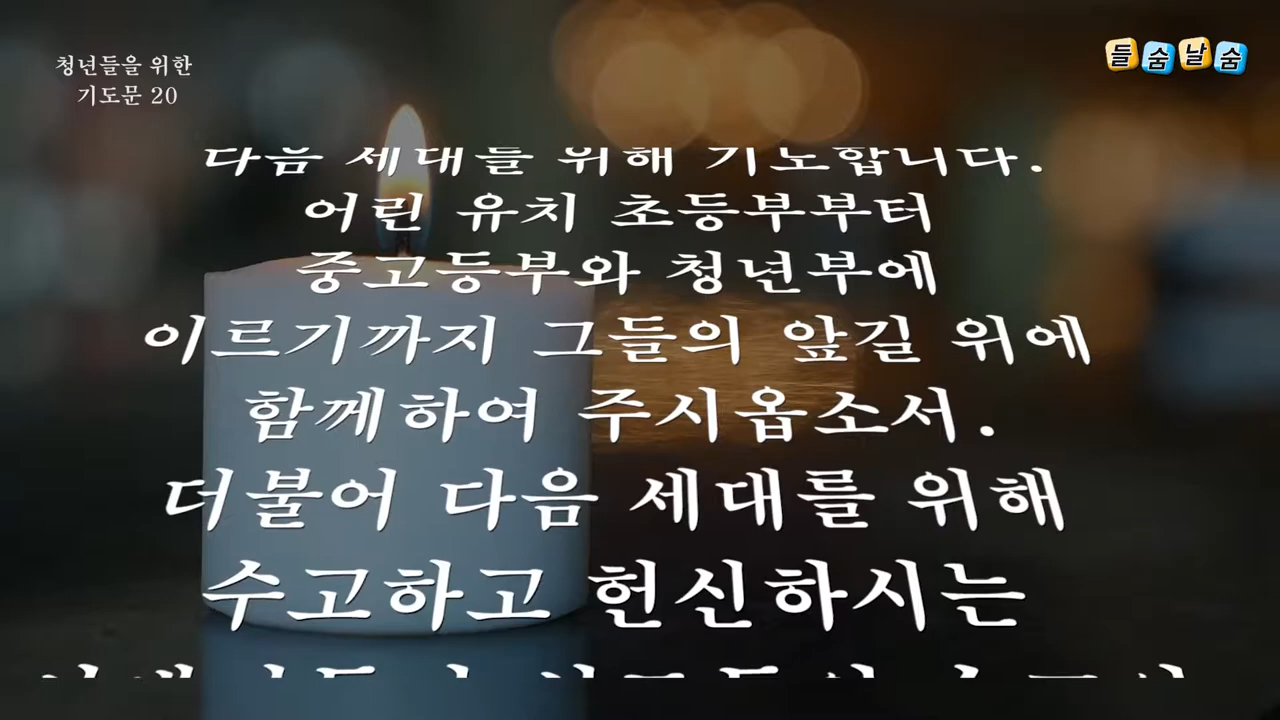 청년들을 위한
기도문 20
들숨날숨
다음 세대를 위해 기도합니다.
어린 유치 초등부부터
중고등부와 청년부에
이르기까지 그들의 앞길 위에
함께하여 주시옵소서.
더불어 다음 세대를 위해
수고하고 헌신하시는